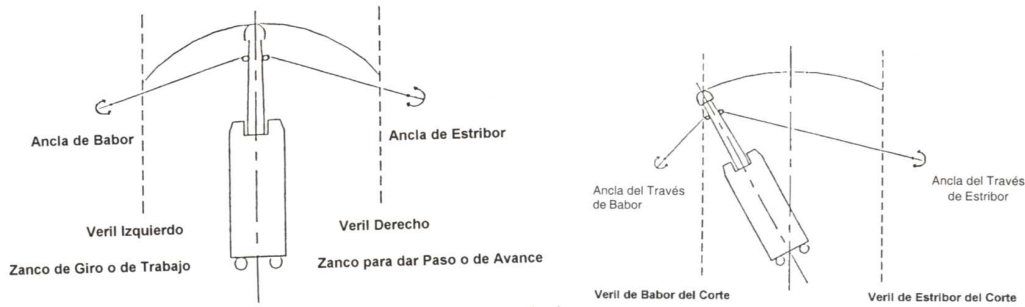 Ancla de Babor
Ancla de Estribor
Veril Izquierdo
Veril Derecho
Zanco de Giro o de Trabajo
Zanco para dar Paso o de Avance
Ancla del Través
de Babor
Ancla del Través
de Estribor
Veril de Babor del Corte
Veril de Estribor del Corte